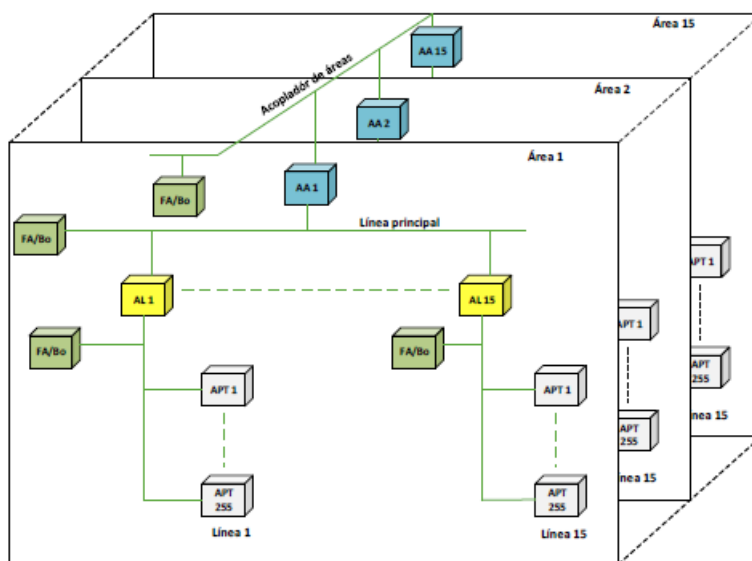 Área 15
AA 15
Acoplador de áreas
Área 2
AA 2
Área 1
AA 1
FA/Bo
FA/Bo
Línea principal
AL 1
AL 15
FA/Bo
FA/Bo
APT 1
APT 1
APT 1
APT 1
APT
255
APT
255
APT
255
APT
255
Línea 1
Línea 15
ínea 15
ínea 15